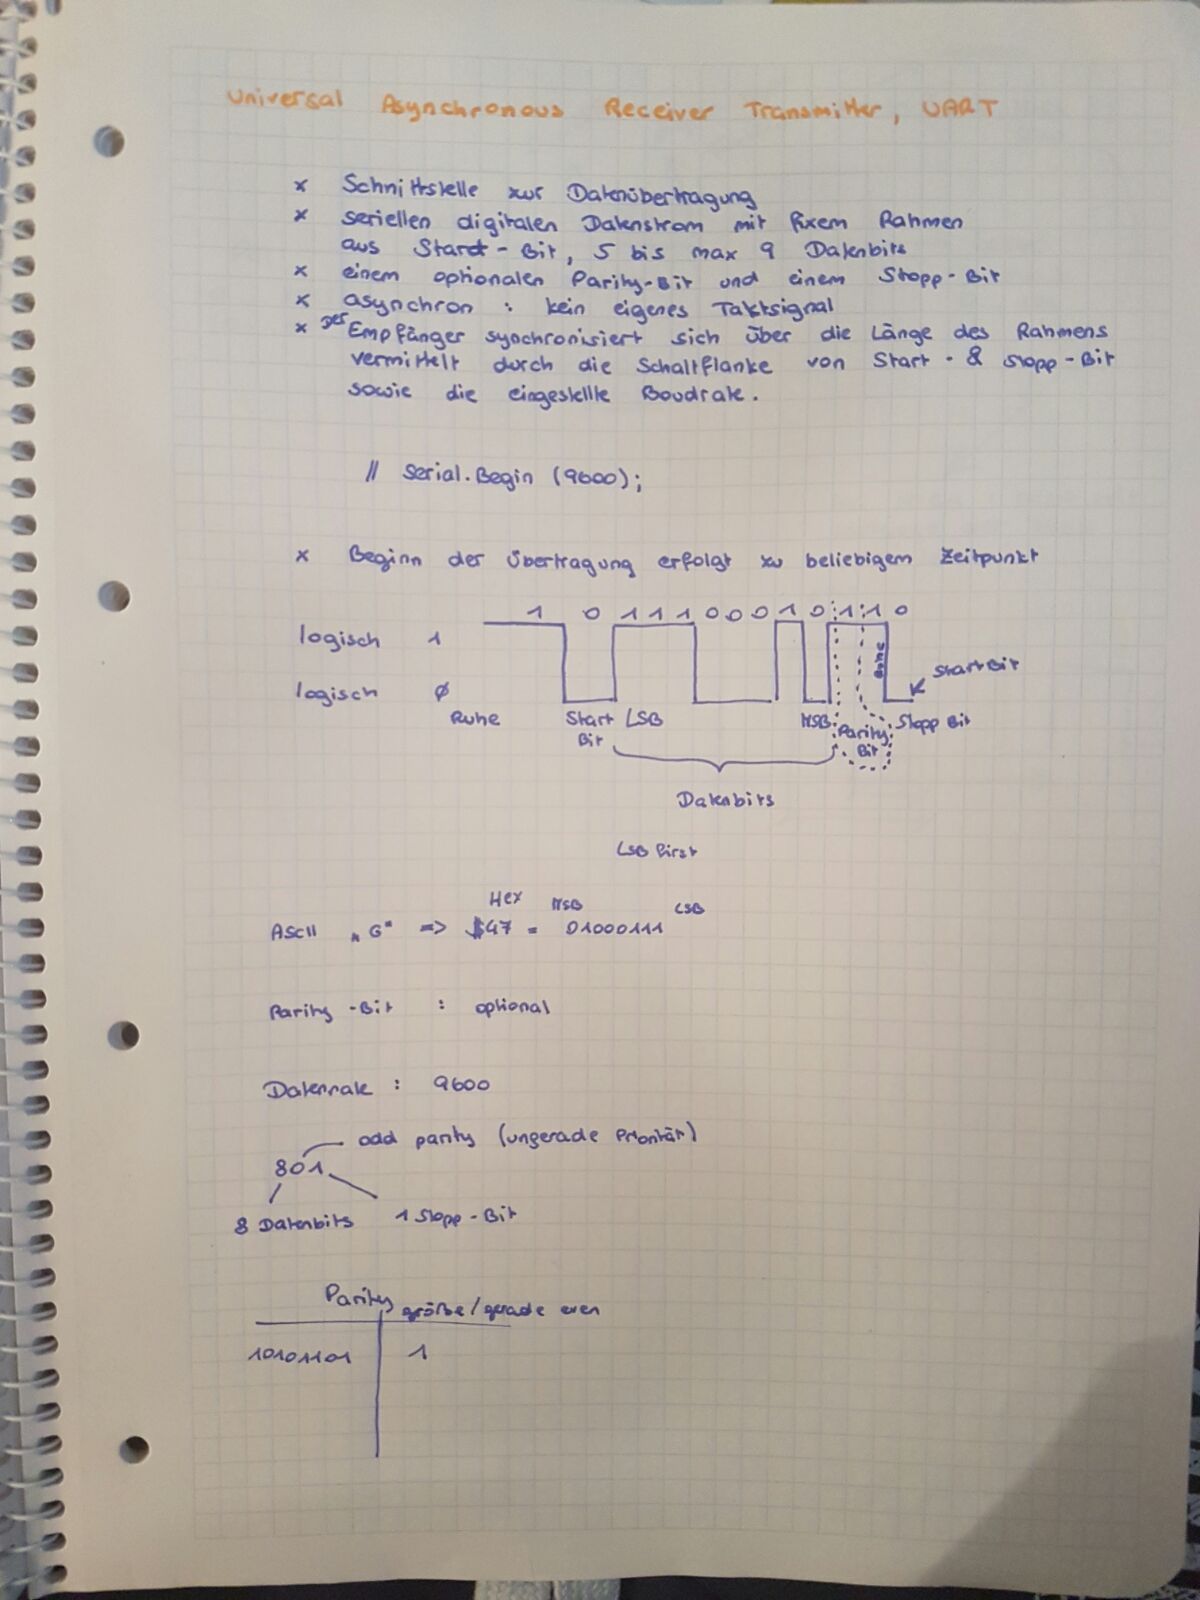 Universal Asynchronous Receiver Transmitter, UART
x Schnittstelle zur Datenübertragung
x seriellen digitalen Datenstrom mit fixem Rahmen
aus Start-Bit, 5 bis max 9 Datenbits
x einem optionalen Parity-Bit und einem Stopp-Bit
x asynchron : kein eigenes Taktsignal
x Der Empfänger synchronisiert sich über die Länge des Rahmens
vermittelt durch die Schaltflanke von Start- & Stopp-Bit
sowie die eingestellte Boudrate.
// Serial.Begin (9600);
x Beginn der Übertragung erfolgt zu beliebigem Zeitpunkt
1 0 1 1 1 0 0 0 1 0 1 1 0
logisch 1
Ruhe
Start Bit
logisch 0
Ruhe Start LSB MSB Parity Stopp Bit
Bit Bit
Datenbits
LSB first
Hex MSB LSB
ASCII "G" => $47 = 01000111
Parity-Bit : optional
Datenrate : 9600
odd parity (ungerade Priorität)
801
8 Datenbits 1 Stopp-Bit
Parity größe/gerade even
10101101 1